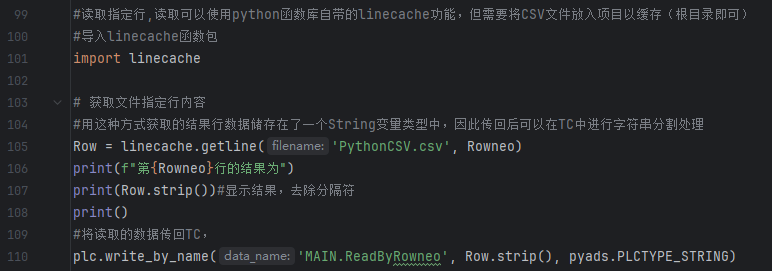 99 #读取指定行,读取可以使用python函数库自带的linecache功能，但需要将CSV文件放入项目以缓存（根目录即可）
100 #导入linecache函数包
101 import linecache
102
103 # 获取文件指定行内容
104 #用这种方式获取的结果行数据储存在了一个String变量类型中，因此传回后可以在TC中进行字符串分割处理
105 Row = linecache.getline( filename: 'PythonCSV.csv', Rowneo)
106 print(f"第{Rowneo}行的结果为")
107 print(Row.strip())#显示结果，去除分隔符
108 print()
109 #将读取的数据传回TC，
110 plc.write_by_name( data_name: 'MAIN.ReadByRowneo', Row.strip(), pyads.PLCTYPE_STRING)